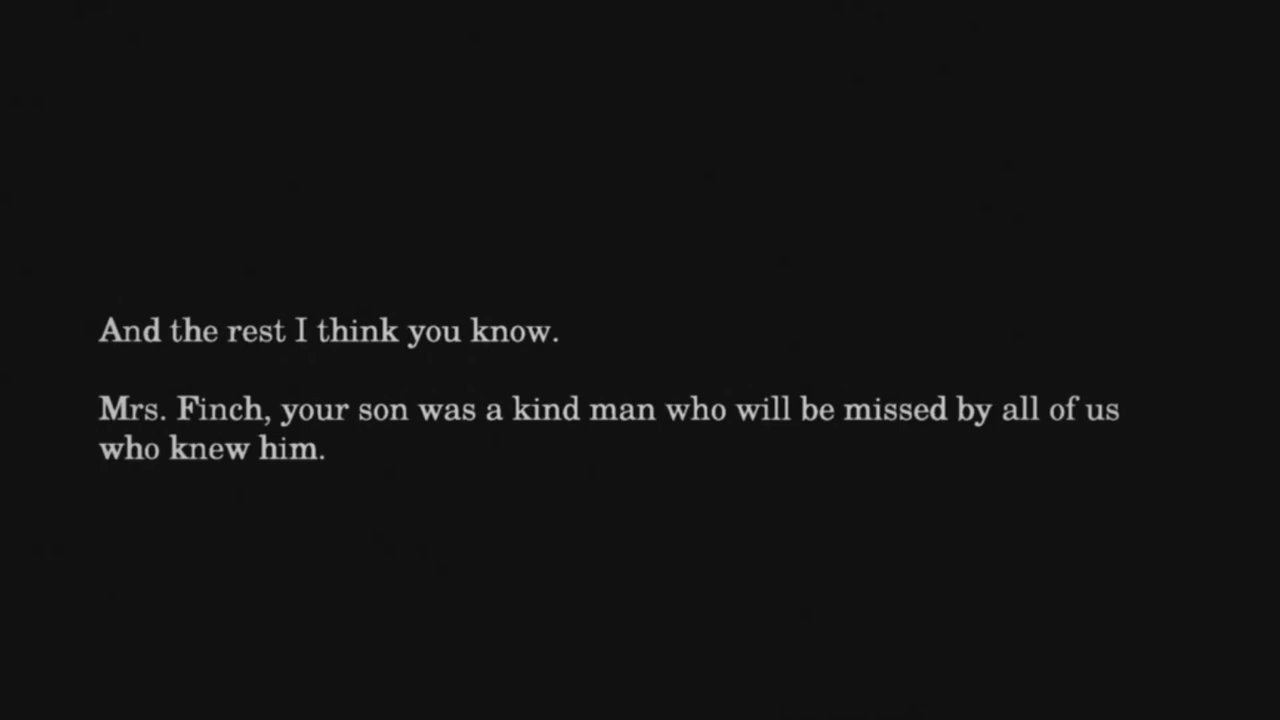 And the rest I think you know.
Mrs. Finch, your son was a kind man who will be missed by all of us
who knew him.